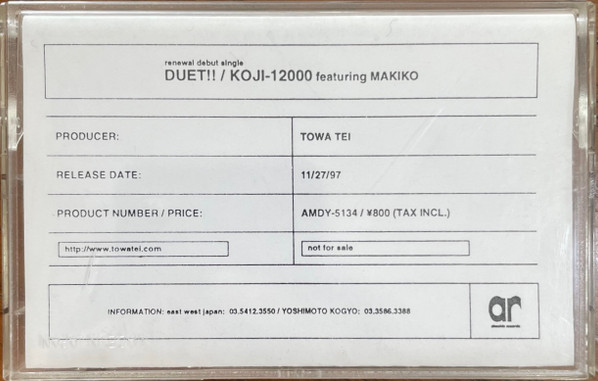 renewal debut single
DUET!! / KOJI-12000 featuring MAKIKO
PRODUCER: TOWA TEI
RELEASE DATE: 11/27/97
PRODUCT NUMBER / PRICE: AMDY-5134 / ¥800 (TAX INCL.)
http://www.towatei.com not for sale
INFORMATION: east west japan: 03.5412.3550 / YOSHIMOTO KOGYO: 03.3586.3388
ar